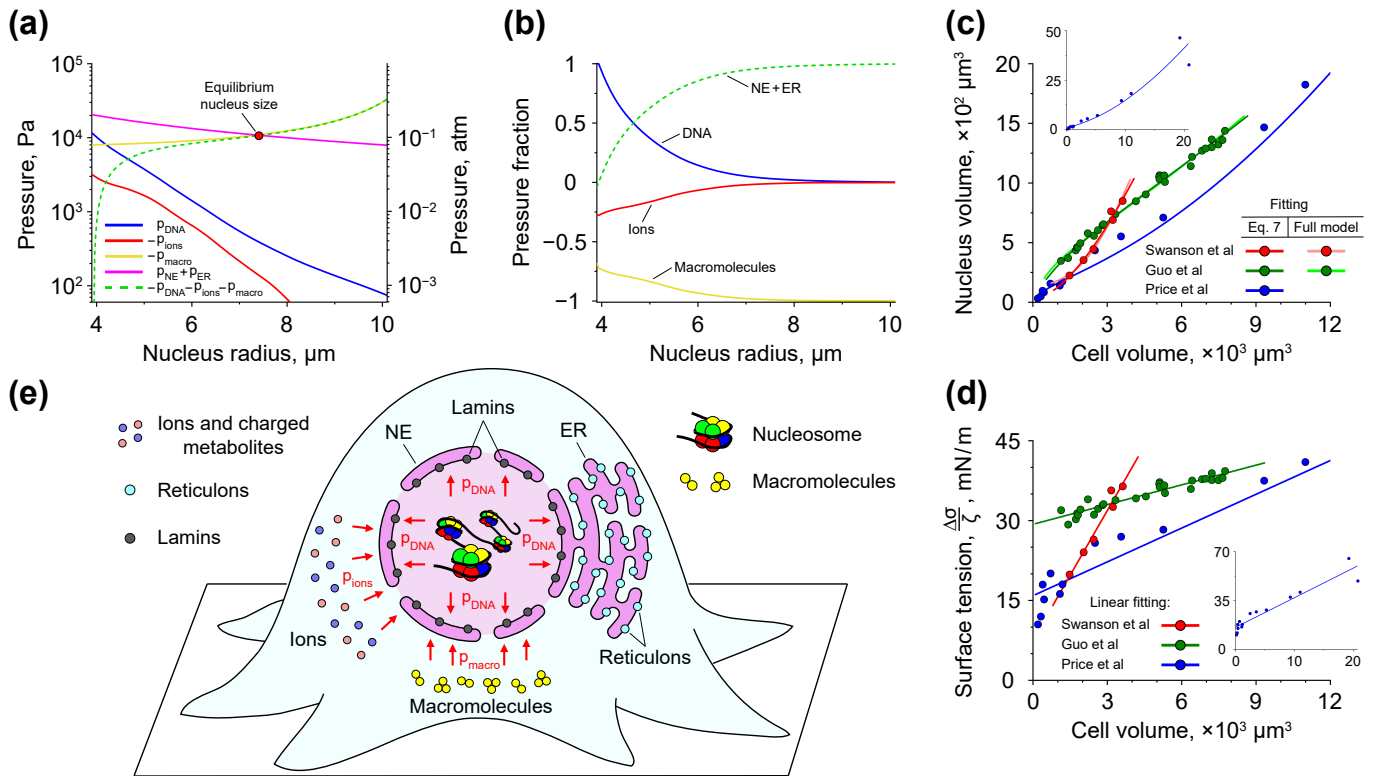 (a)
Pressure, Pa
10⁵
10⁴
10³
10²
Equilibrium
nucleus size
p_DNA
−p_ions
−p_macro
p_NE + p_ER
−p_DNA−p_ions−p_macro
4 6 8 10
Nucleus radius, μm
10⁻¹
10⁻²
10⁻³
Pressure, atm
(b)
Pressure fraction
1
0.5
0
−0.5
−1
NE+ER
DNA
Ions
Macromolecules
4 6 8 10
Nucleus radius, μm
(c)
Nucleus volume, ×10² μm³
20
15
10
5
0
50
25
0
0 10 20
Fitting
Eq. 7 Full model
Swanson et al
Guo et al
Price et al
0 3 6 9 12
Cell volume, ×10³ μm³
(d)
Surface tension, Δσ/ζ, mN/m
45
30
15
0
70
35
0
0 10 20
Linear fitting:
Swanson et al
Guo et al
Price et al
0 3 6 9 12
Cell volume, ×10³ μm³
(e)
Ions and charged
metabolites
Reticulons
Lamins
Nucleosome
Macromolecules
Lamins
NE
ER
p_DNA
p_DNA
p_DNA
p_DNA
p_ions
Ions
p_macro
Macromolecules
Reticulons